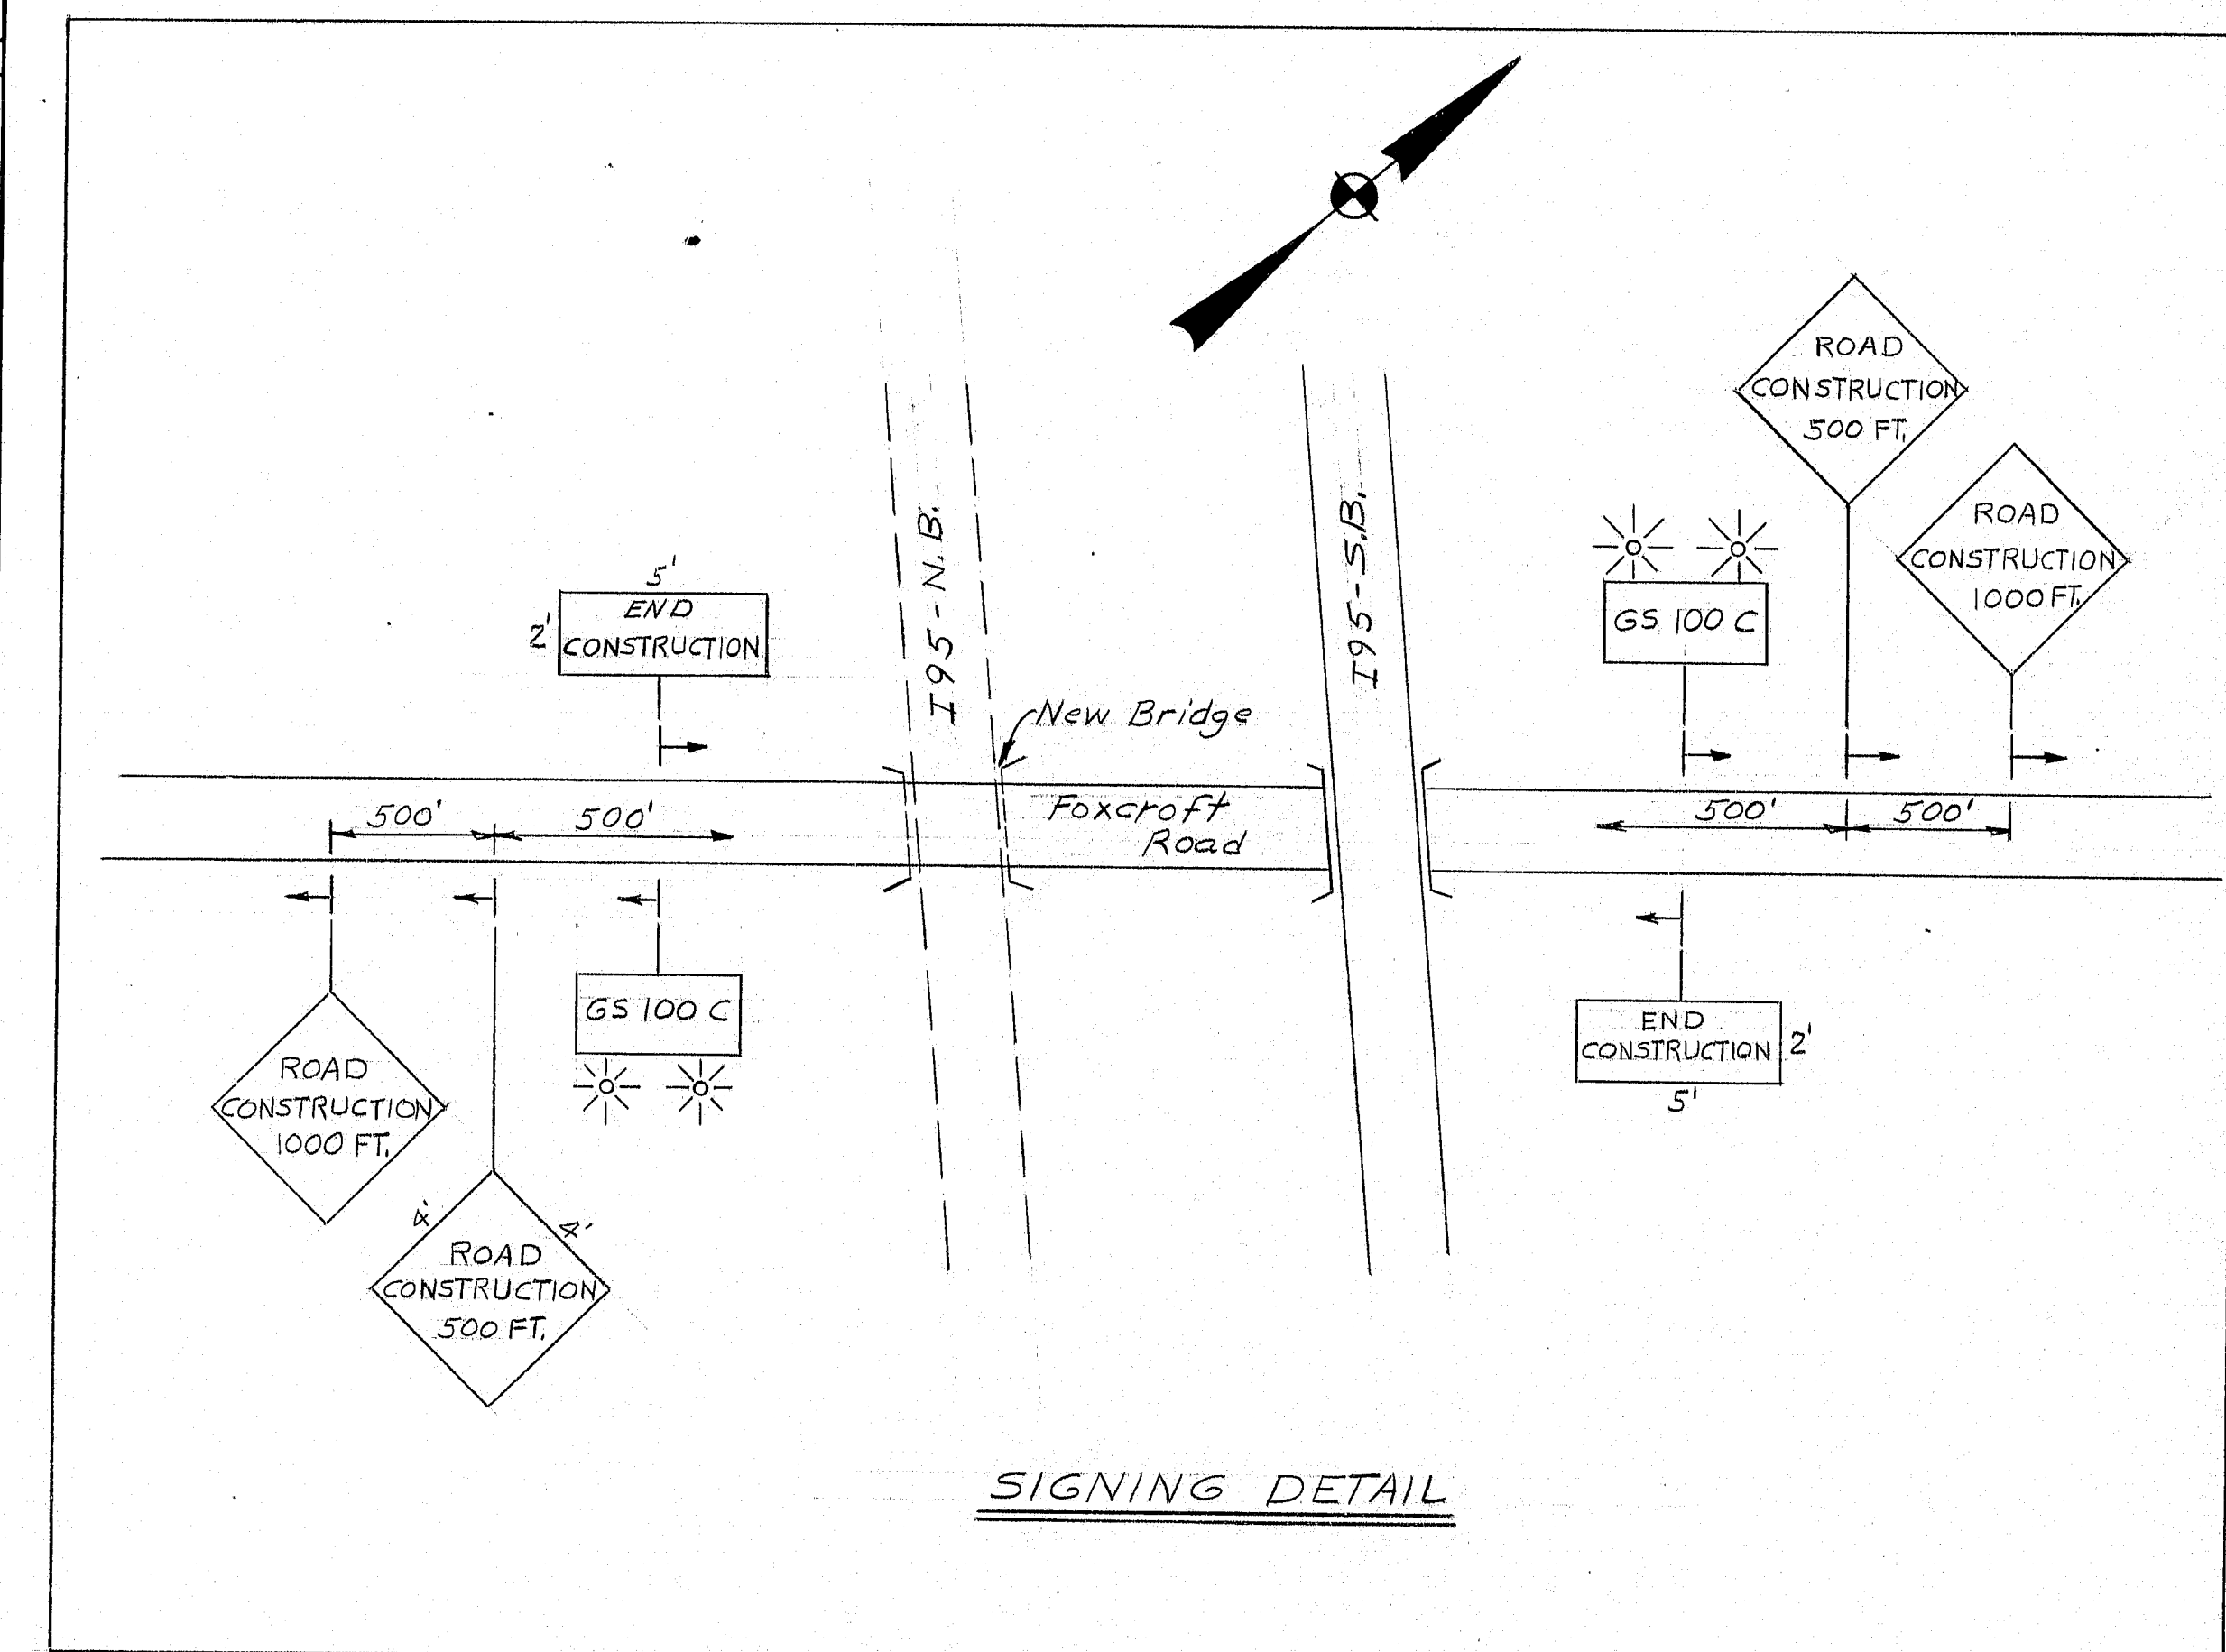 ROAD
CONSTRUCTION
500 FT.
ROAD
CONSTRUCTION
1000 FT.
GS 100 C
I95-N.B.
I95-S.B.
5'
2'
END
CONSTRUCTION
New Bridge
500'
500'
Foxcroft
Road
500'
500'
GS 100 C
ROAD
CONSTRUCTION
1000 FT.
4'
4'
ROAD
CONSTRUCTION
500 FT.
END
CONSTRUCTION
2'
5'
SIGNING DETAIL